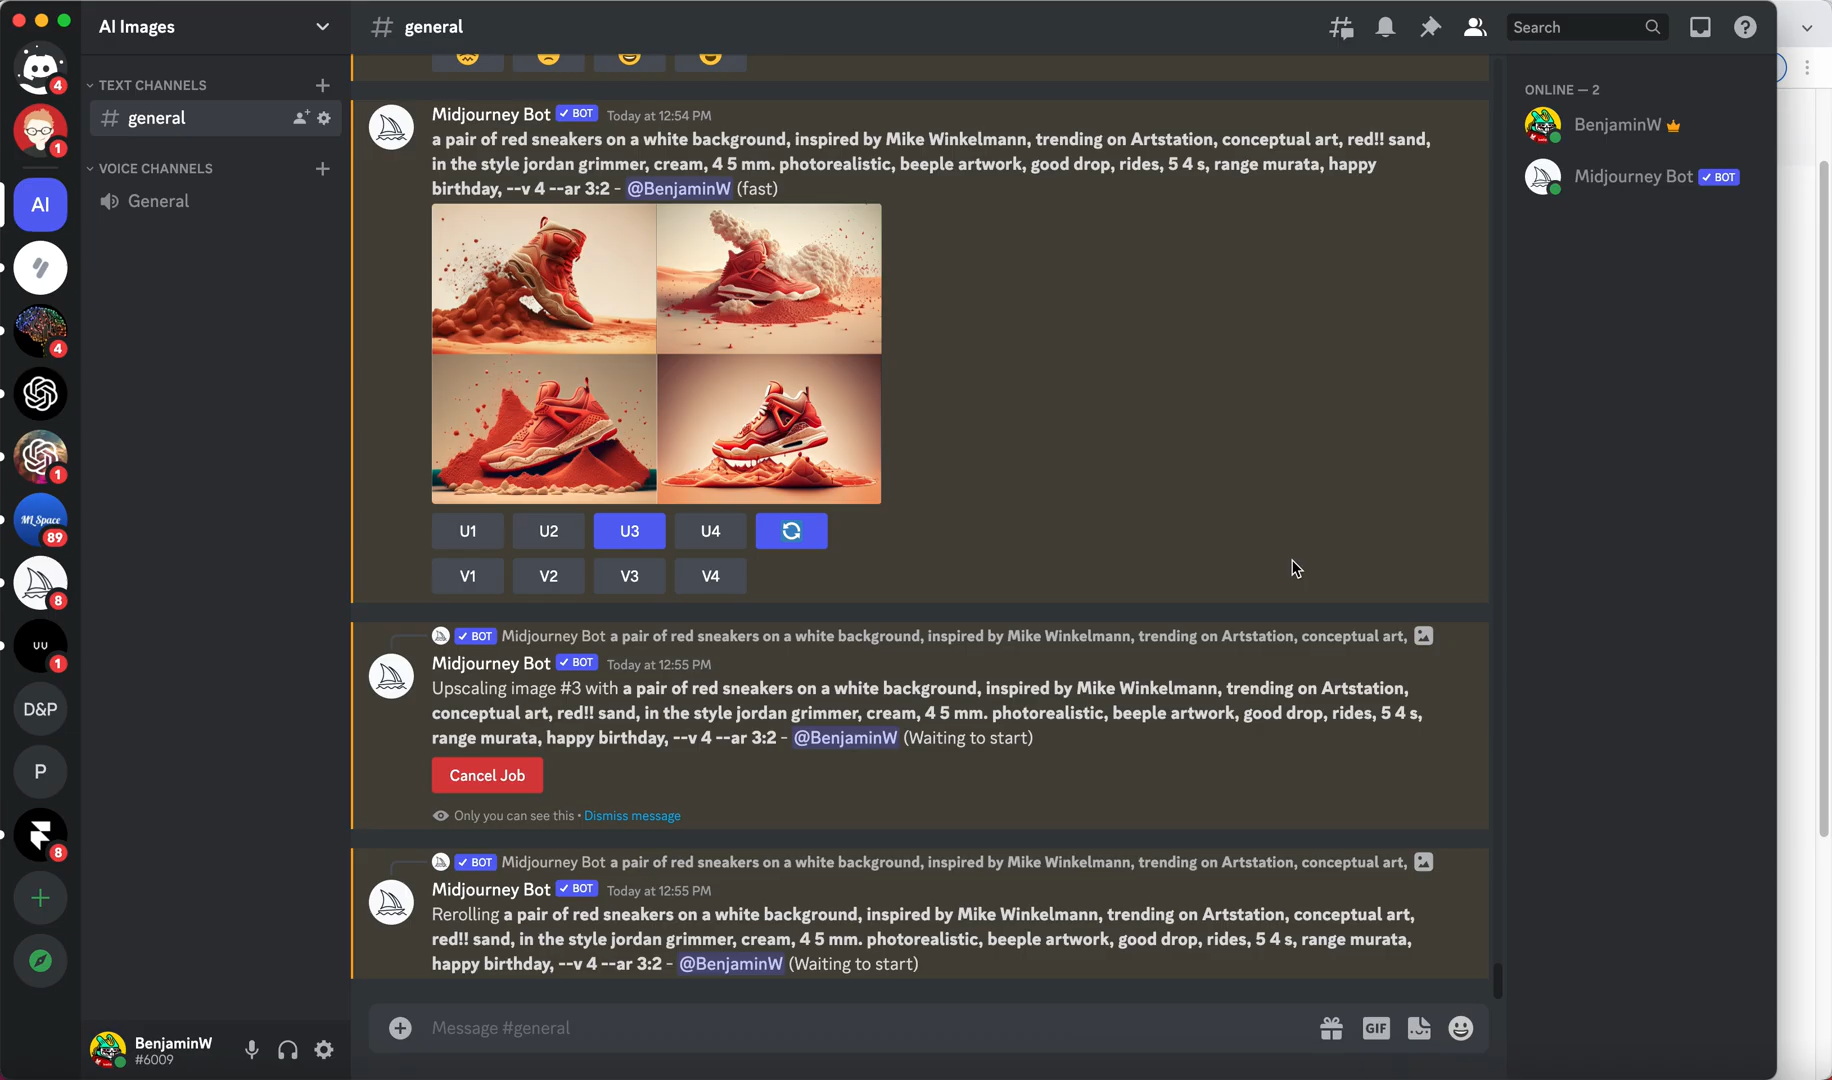 AI Images
# general
Search
TEXT CHANNELS
# general
VOICE CHANNELS
General
4
1
AI
4
1
ML Space
89
8
UU
1
D&P
P
8
BenjaminW
#6009
Midjourney Bot ✓ BOT Today at 12:54 PM
a pair of red sneakers on a white background, inspired by Mike Winkelmann, trending on Artstation, conceptual art, red!! sand,
in the style jordan grimmer, cream, 4 5 mm. photorealistic, beeple artwork, good drop, rides, 5 4 s, range murata, happy
birthday, --v 4 --ar 3:2 - @BenjaminW (fast)
U1 U2 U3 U4
V1 V2 V3 V4
✓ BOT Midjourney Bot a pair of red sneakers on a white background, inspired by Mike Winkelmann, trending on Artstation, conceptual art,
Midjourney Bot ✓ BOT Today at 12:55 PM
Upscaling image #3 with a pair of red sneakers on a white background, inspired by Mike Winkelmann, trending on Artstation,
conceptual art, red!! sand, in the style jordan grimmer, cream, 4 5 mm. photorealistic, beeple artwork, good drop, rides, 5 4 s,
range murata, happy birthday, --v 4 --ar 3:2 - @BenjaminW (Waiting to start)
Cancel Job
Only you can see this • Dismiss message
✓ BOT Midjourney Bot a pair of red sneakers on a white background, inspired by Mike Winkelmann, trending on Artstation, conceptual art,
Midjourney Bot ✓ BOT Today at 12:55 PM
Rerolling a pair of red sneakers on a white background, inspired by Mike Winkelmann, trending on Artstation, conceptual art,
red!! sand, in the style jordan grimmer, cream, 4 5 mm. photorealistic, beeple artwork, good drop, rides, 5 4 s, range murata,
happy birthday, --v 4 --ar 3:2 - @BenjaminW (Waiting to start)
Message #general
GIF
ONLINE — 2
BenjaminW
Midjourney Bot ✓ BOT